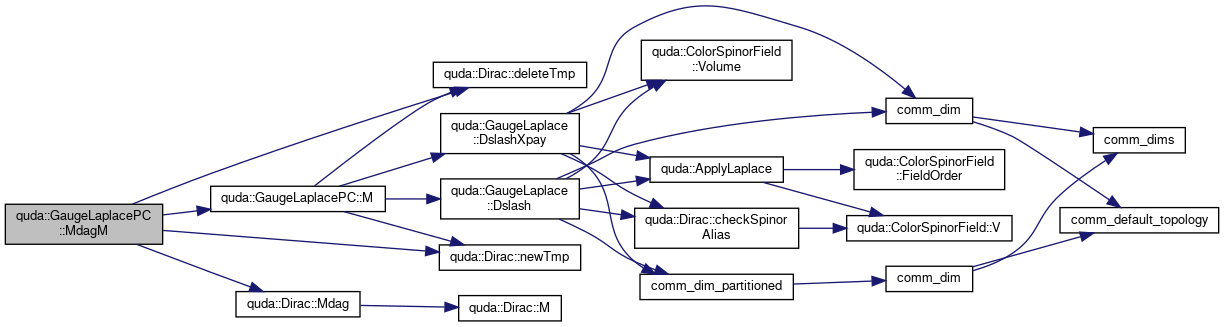 quda::GaugeLaplacePC
::MdagM
quda::Dirac::deleteTmp
quda::GaugeLaplacePC::M
quda::Dirac::newTmp
quda::Dirac::Mdag
quda::Dirac::M
quda::GaugeLaplace
::DslashXpay
quda::GaugeLaplace
::Dslash
quda::ColorSpinorField
::Volume
quda::ApplyLaplace
quda::Dirac::checkSpinor
Alias
comm_dim_partitioned
comm_dim
quda::ColorSpinorField
::FieldOrder
quda::ColorSpinorField::V
comm_dim
comm_dims
comm_default_topology